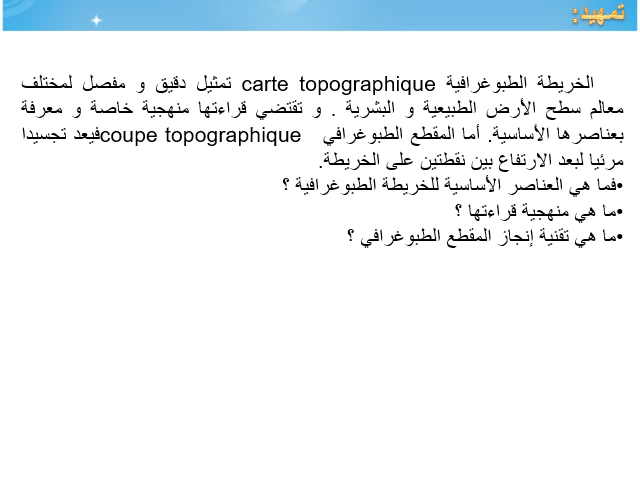 تمهيد:
الخريطة الطبوغرافية carte topographique تمثيل دقيق و مفصل لمختلف
معالم سطح الأرض الطبيعية و البشرية . و تقتضي قراءتها منهجية خاصة و معرفة
بعناصرها الأساسية. أما المقطع الطبوغرافي coupe topographiqueفيعد تجسيدا
مرئيا لبعد الارتفاع بين نقطتين على الخريطة.
•فما هي العناصر الأساسية للخريطة الطبوغرافية ؟
•ما هي منهجية قراءتها ؟
•ما هي تقنية إنجاز المقطع الطبوغرافي ؟